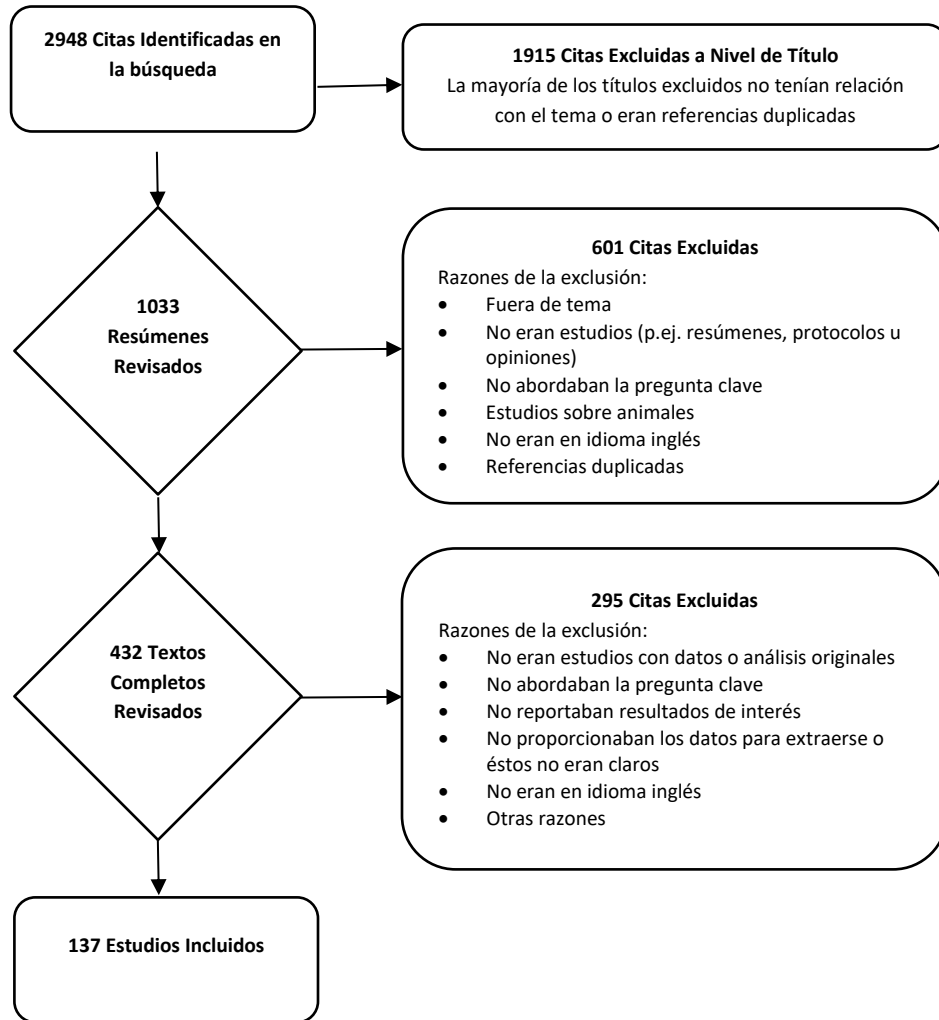 2948 Citas Identificadas en
la búsqueda
1915 Citas Excluidas a Nivel de Título
La mayoría de los títulos excluidos no tenían relación
con el tema o eran referencias duplicadas
1033
Resúmenes
Revisados
601 Citas Excluidas
Razones de la exclusión:
• Fuera de tema
• No eran estudios (p.ej. resúmenes, protocolos u
opiniones)
• No abordaban la pregunta clave
• Estudios sobre animales
• No eran en idioma inglés
• Referencias duplicadas
432 Textos
Completos
Revisados
295 Citas Excluidas
Razones de la exclusión:
• No eran estudios con datos o análisis originales
• No abordaban la pregunta clave
• No reportaban resultados de interés
• No proporcionaban los datos para extraerse o
éstos no eran claros
• No eran en idioma inglés
• Otras razones
137 Estudios Incluidos